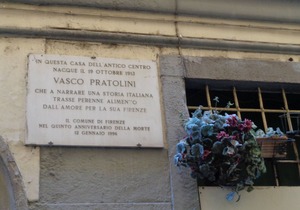 IN QUESTA CASA DELL'ANTICO CENTRO
NACQUE IL 19 OTTOBRE 1913
VASCO PRATOLINI
CHE A NARRARE UNA STORIA ITALIANA
TRASSE PERENNE ALIMENTO
DALL'AMORE PER LA SUA FIRENZE
IL COMUNE DI FIRENZE
NEL QUINTO ANNIVERSARIO DELLA MORTE
12 GENNAIO 1996